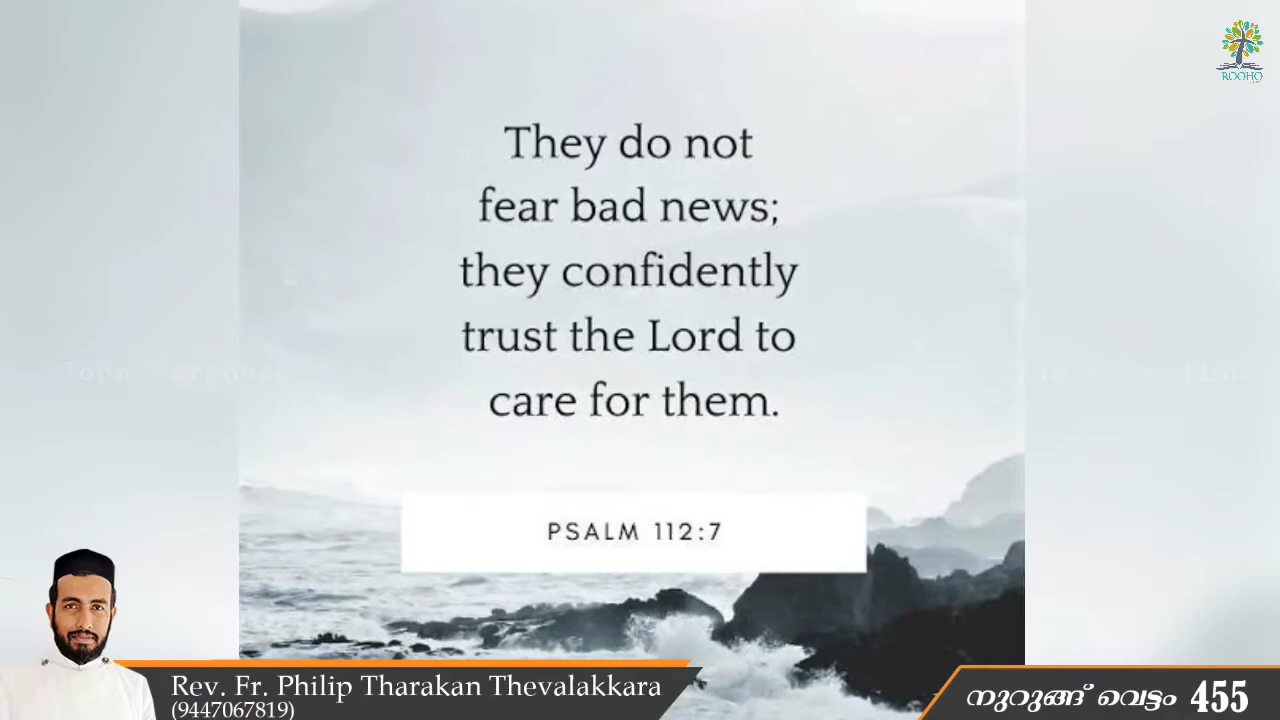 They do not
fear bad news;
they confidently
trust the Lord to
care for them.
PSALM 112:7
ROOHO
Rev. Fr. Philip Tharakan Thevalakkara
(9447067819)
നുറുങ്ങ് വെട്ടം 455